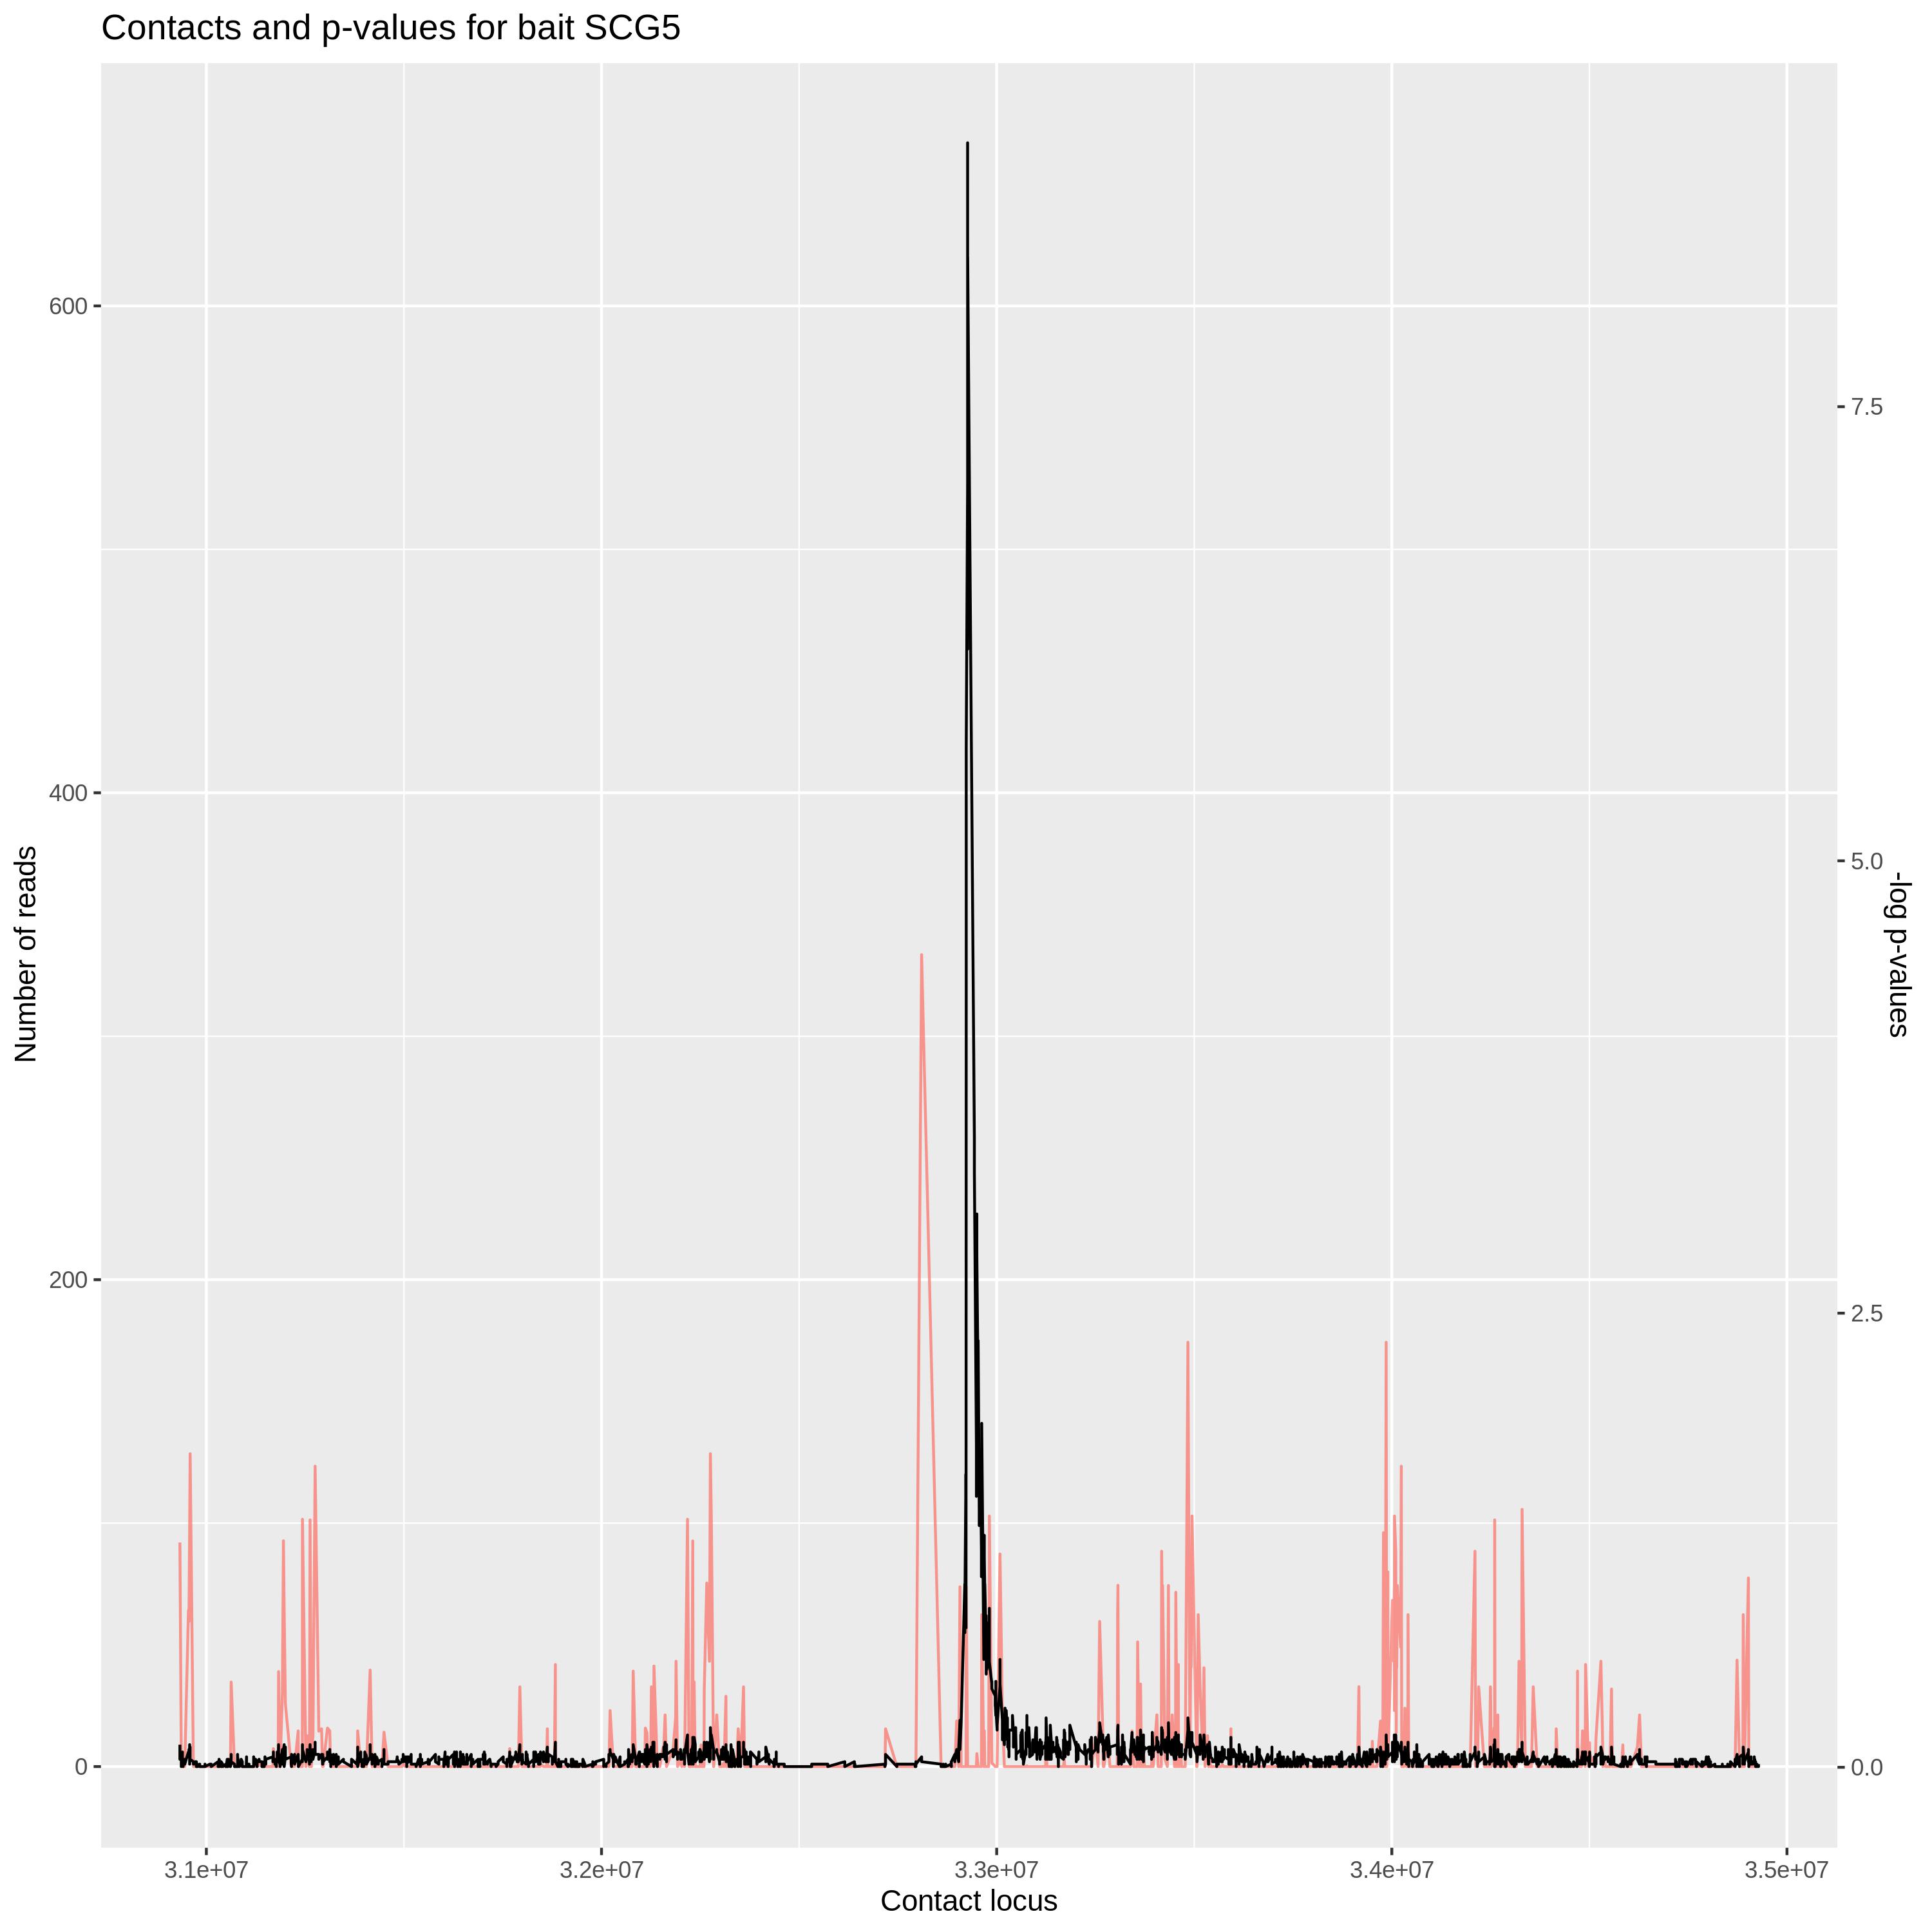 Contacts and p-values for bait SCG5
600
400
200
0
Number of reads
7.5
5.0
2.5
0.0
-log p-values
3.1e+07 3.2e+07 3.3e+07 3.4e+07 3.5e+07
Contact locus